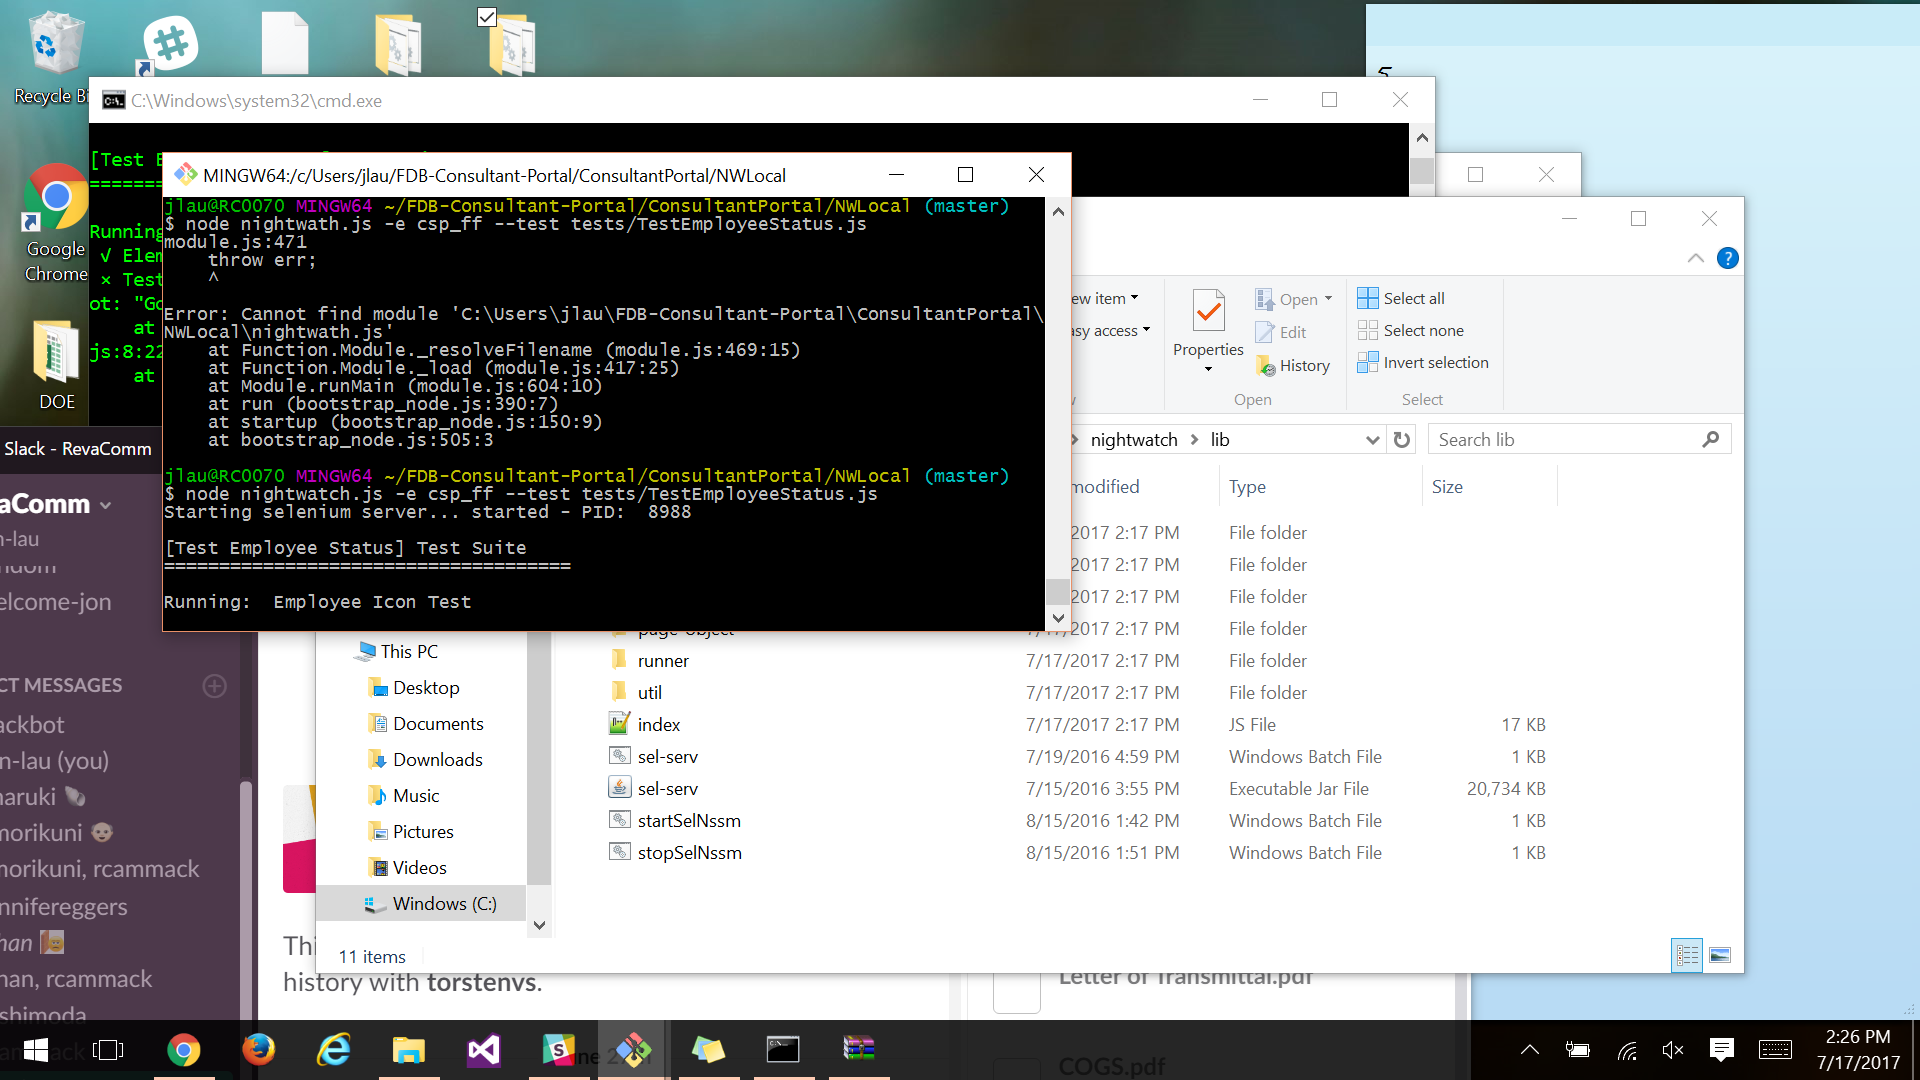 Recycle Bi
5
C:\Windows\system32\cmd.exe
[Test E
Running
√ Elem
× Test
ot: "Go
at
js:8:22
at
Google
Chrome
DOE
MINGW64:/c/Users/jlau/FDB-Consultant-Portal/ConsultantPortal/NWLocal
jlau@RC0070 MINGW64 ~/FDB-Consultant-Portal/ConsultantPortal/NWLocal (master)
$ node nightwath.js -e csp_ff --test tests/TestEmployeeStatus.js
module.js:471
throw err;
^
Error: Cannot find module 'C:\Users\jlau\FDB-Consultant-Portal\ConsultantPortal\
NWLocal\nightwath.js'
at Function.Module._resolveFilename (module.js:469:15)
at Function.Module._load (module.js:417:25)
at Module.runMain (module.js:604:10)
at run (bootstrap_node.js:390:7)
at startup (bootstrap_node.js:150:9)
at bootstrap_node.js:505:3
jlau@RC0070 MINGW64 ~/FDB-Consultant-Portal/ConsultantPortal/NWLocal (master)
$ node nightwatch.js -e csp_ff --test tests/TestEmployeeStatus.js
Starting selenium server... started - PID:  8988
[Test Employee Status] Test Suite
=====================================
Running:  Employee Icon Test
ew item
asy access
Properties
Open
Edit
History
Open
Select all
Select none
Invert selection
Select
nightwatch > lib
Search lib
modified Type Size
2017 2:17 PM File folder
2017 2:17 PM File folder
2017 2:17 PM File folder
page-object 7/17/2017 2:17 PM File folder
runner 7/17/2017 2:17 PM File folder
util 7/17/2017 2:17 PM File folder
index 7/17/2017 2:17 PM JS File 17 KB
sel-serv 7/19/2016 4:59 PM Windows Batch File 1 KB
sel-serv 7/15/2016 3:55 PM Executable Jar File 20,734 KB
startSelNssm 8/15/2016 1:42 PM Windows Batch File 1 KB
stopSelNssm 8/15/2016 1:51 PM Windows Batch File 1 KB
This PC
Desktop
Documents
Downloads
Music
Pictures
Videos
Windows (C:)
11 items
Slack - RevaComm
aComm
n-lau
ndom
elcome-jon
CT MESSAGES
ackbot
n-lau (you)
naruki
morikuni
morikuni, rcammack
nnifereggers
han
han, rcammack
shimoda
ack
Thi
history with torstenvs.
Letter of Transmittal.pdf
COGS.pdf
2:26 PM
7/17/2017